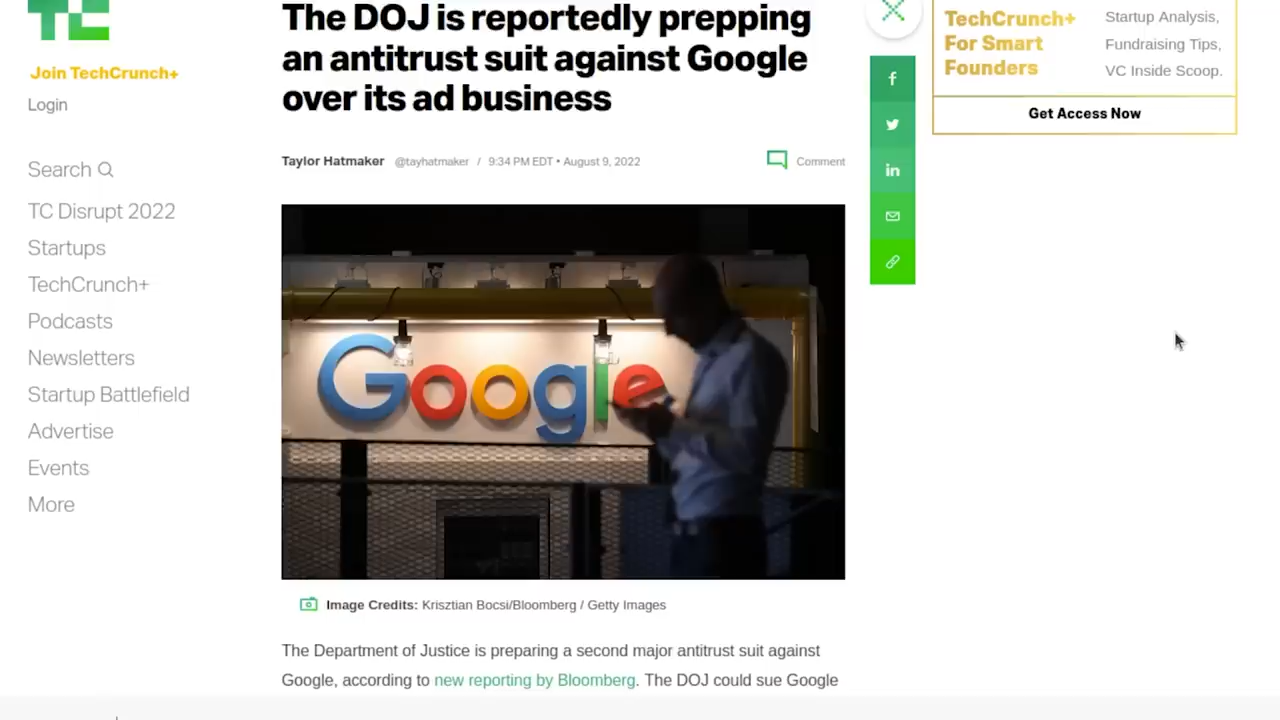 TC
Join TechCrunch+
Login
Search
TC Disrupt 2022
Startups
TechCrunch+
Podcasts
Newsletters
Startup Battlefield
Advertise
Events
More
The DOJ is reportedly prepping
an antitrust suit against Google
over its ad business
Taylor Hatmaker @tayhatmaker / 9:34 PM EDT • August 9, 2022
Comment
Google
Image Credits: Krisztian Bocsi/Bloomberg / Getty Images
The Department of Justice is preparing a second major antitrust suit against
Google, according to new reporting by Bloomberg. The DOJ could sue Google
f
in
TechCrunch+
For Smart
Founders
Startup Analysis,
Fundraising Tips,
VC Inside Scoop.
Get Access Now